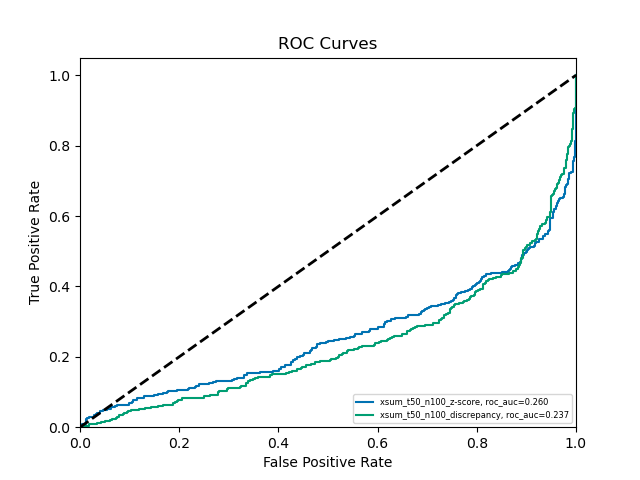 ROC Curves
True Positive Rate
1.0
0.8
0.6
0.4
0.2
0.0
xsum_t50_n100_z-score, roc_auc=0.260
xsum_t50_n100_discrepancy, roc_auc=0.237
0.0 0.2 0.4 0.6 0.8 1.0
False Positive Rate